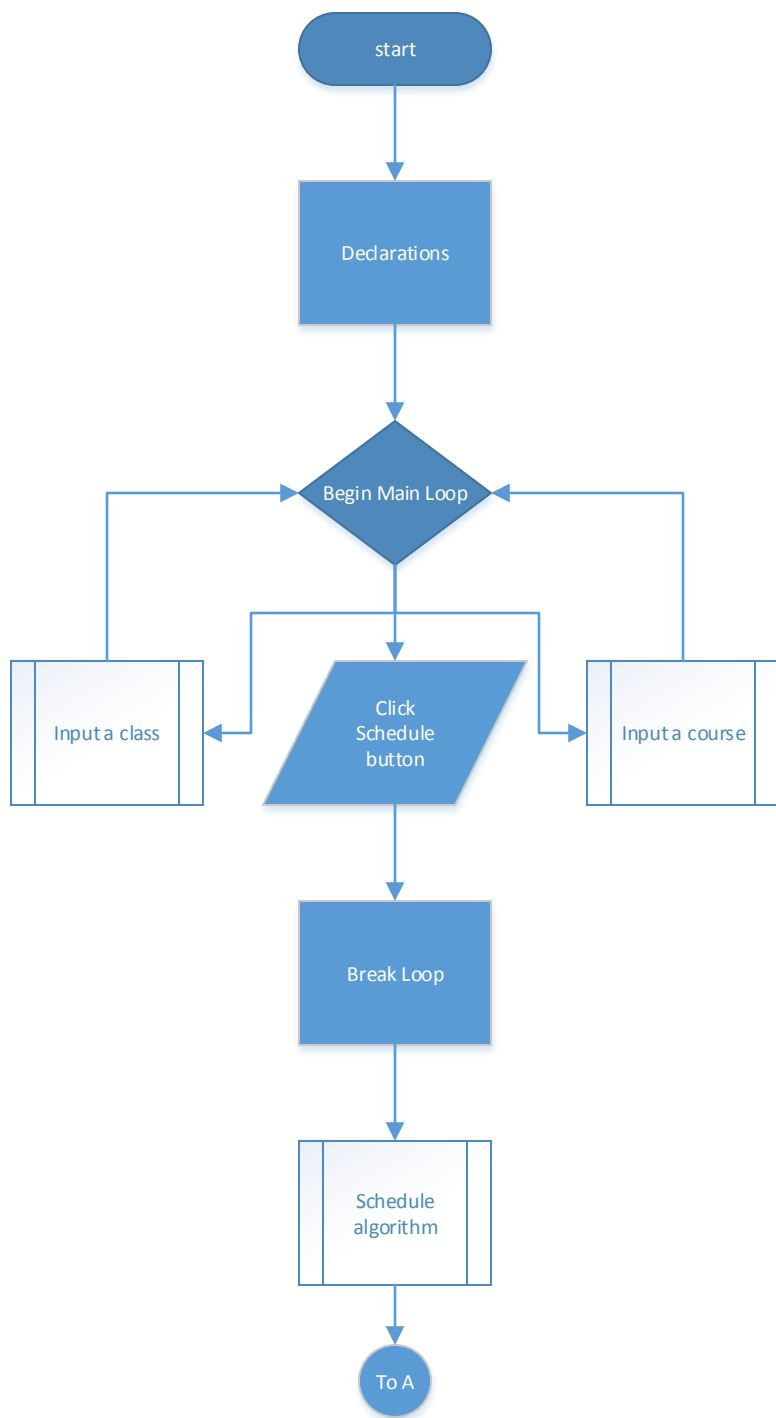 start
Declarations
Begin Main Loop
Input a class
Click
Schedule
button
Input a course
Break Loop
Schedule
algorithm
To A